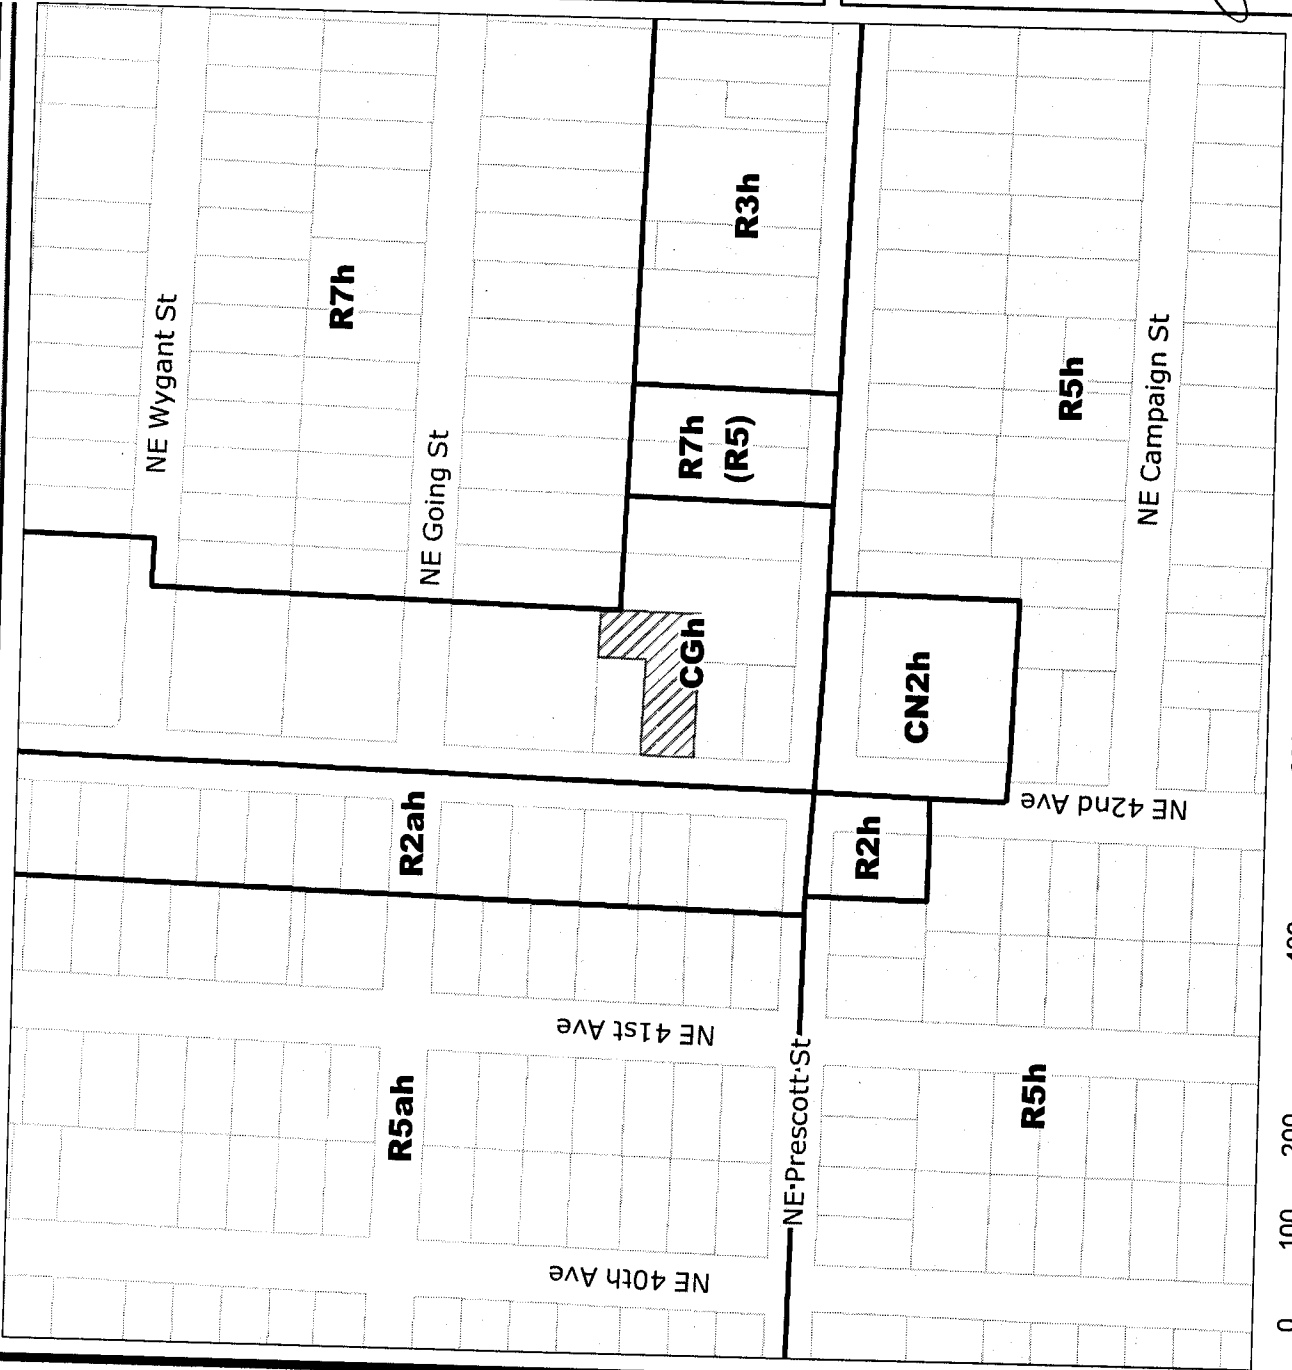 NE Wygant St
R7h
NE Going St
R3h
R7h
(R5)
CGh
R5h
NE Campaign St
CN2h
NE 42nd Ave
R2ah
R2h
NE 41st Ave
R5ah
NE Prescott St
R5h
NE 40th Ave
0 100 200